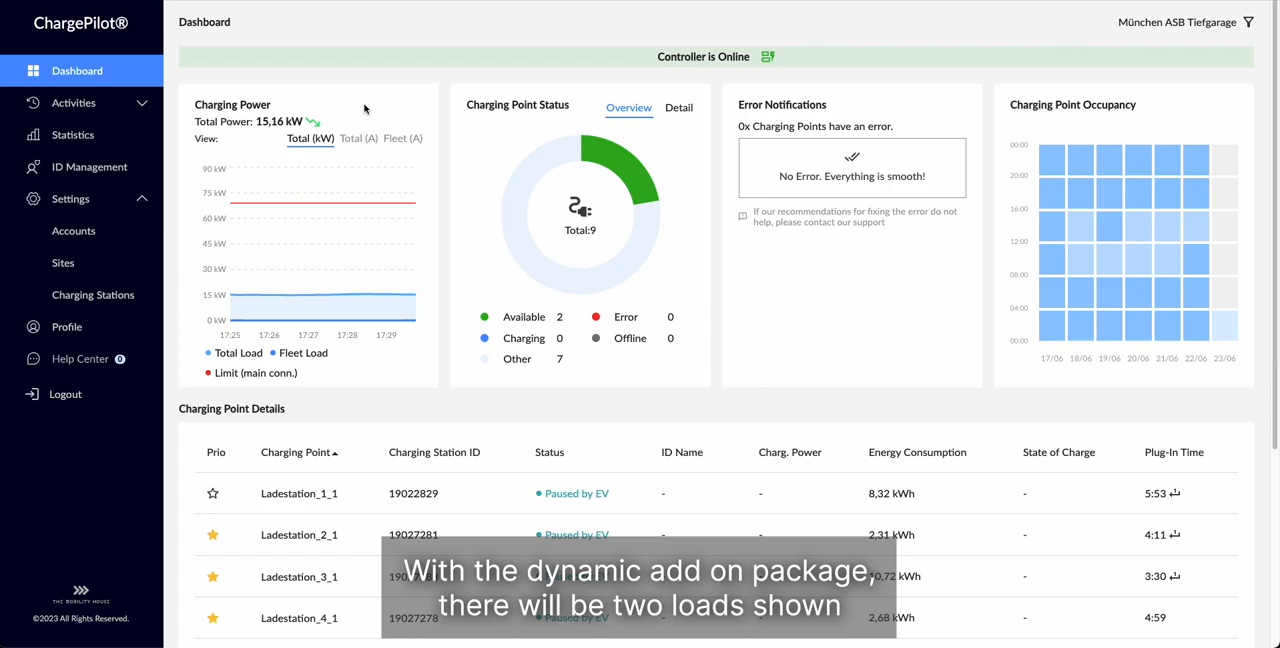 ChargePilot®
Dashboard
Activities
Statistics
ID Management
Settings
Accounts
Sites
Charging Stations
Profile
Help Center 0
Logout
THE MOBILITY HOUSE
©2023 All Rights Reserved.
Dashboard
München ASB Tiefgarage
Controller is Online
Charging Power
Total Power: 15,16 kW
View: Total (kW) Total (A) Fleet (A)
90 kW
75 kW
60 kW
45 kW
30 kW
15 kW
0 kW
17:25 17:26 17:27 17:28 17:29
Total Load Fleet Load
Limit (main conn.)
Charging Point Status Overview Detail
Total:9
Available 2 Error 0
Charging 0 Offline 0
Other 7
Error Notifications
0x Charging Points have an error.
No Error. Everything is smooth!
If our recommendations for fixing the error do not
help, please contact our support
Charging Point Occupancy
00:00
20:00
16:00
12:00
08:00
04:00
00:00
17/06 18/06 19/06 20/06 21/06 22/06 23/06
Charging Point Details
Prio Charging Point Charging Station ID Status ID Name Charg. Power Energy Consumption State of Charge Plug-In Time
Ladestation_1_1 19022829 Paused by EV - - 8,32 kWh - 5:53
Ladestation_2_1 19027281 Paused by EV - - 2,31 kWh - 4:11
Ladestation_3_1 kWh - 3:30
Ladestation_4_1 19027278 Paused by EV - - 2,68 kWh - 4:59
With the dynamic add on package,
there will be two loads shown